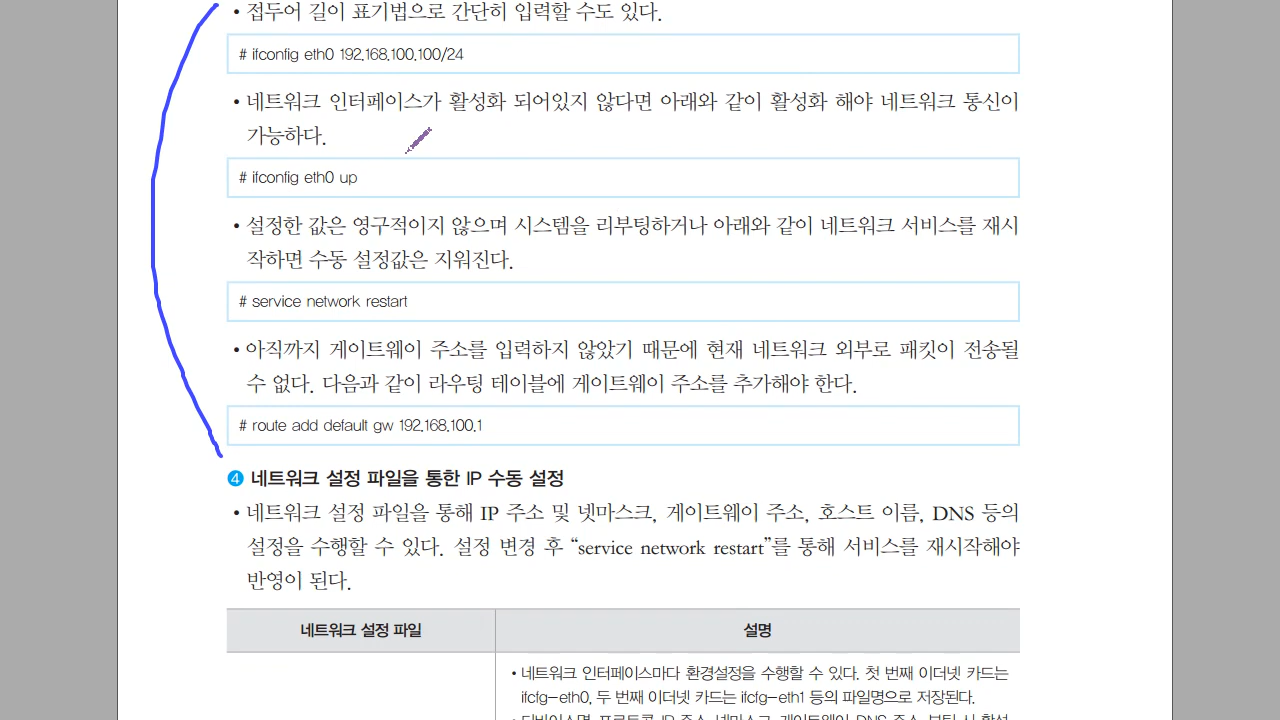 • 접두어 길이 표기법으로 간단히 입력할 수도 있다.
# ifconfig eth0 192.168.100.100/24
• 네트워크 인터페이스가 활성화 되어있지 않다면 아래와 같이 활성화 해야 네트워크 통신이
가능하다.
# ifconfig eth0 up
• 설정한 값은 영구적이지 않으며 시스템을 리부팅하거나 아래와 같이 네트워크 서비스를 재시
작하면 수동 설정값은 지워진다.
# service network restart
• 아직까지 게이트웨이 주소를 입력하지 않았기 때문에 현재 네트워크 외부로 패킷이 전송될
수 없다. 다음과 같이 라우팅 테이블에 게이트웨이 주소를 추가해야 한다.
# route add default gw 192.168.100.1
❹ 네트워크 설정 파일을 통한 IP 수동 설정
• 네트워크 설정 파일을 통해 IP 주소 및 넷마스크, 게이트웨이 주소, 호스트 이름, DNS 등의
설정을 수행할 수 있다. 설정 변경 후 “service network restart”를 통해 서비스를 재시작해야
반영이 된다.
네트워크 설정 파일
설명
• 네트워크 인터페이스마다 환경설정을 수행할 수 있다. 첫 번째 이더넷 카드는
ifcfg-eth0, 두 번째 이더넷 카드는 ifcfg-eth1 등의 파일명으로 저장된다.